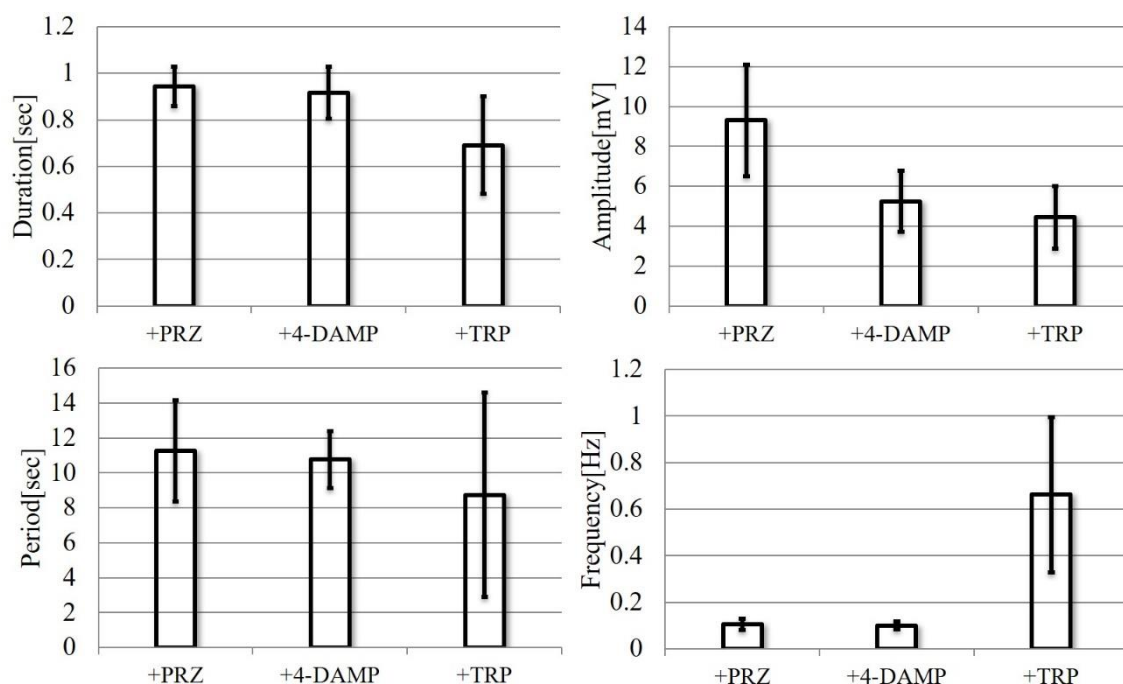 Duration[sec]
1.2
1
0.8
0.6
0.4
0.2
0
+PRZ
+4-DAMP
+TRP
Amplitude[mV]
14
12
10
8
6
4
2
0
+PRZ
+4-DAMP
+TRP
Period[sec]
16
14
12
10
8
6
4
2
0
+PRZ
+4-DAMP
+TRP
Frequency[Hz]
1.2
1
0.8
0.6
0.4
0.2
0
+PRZ
+4-DAMP
+TRP